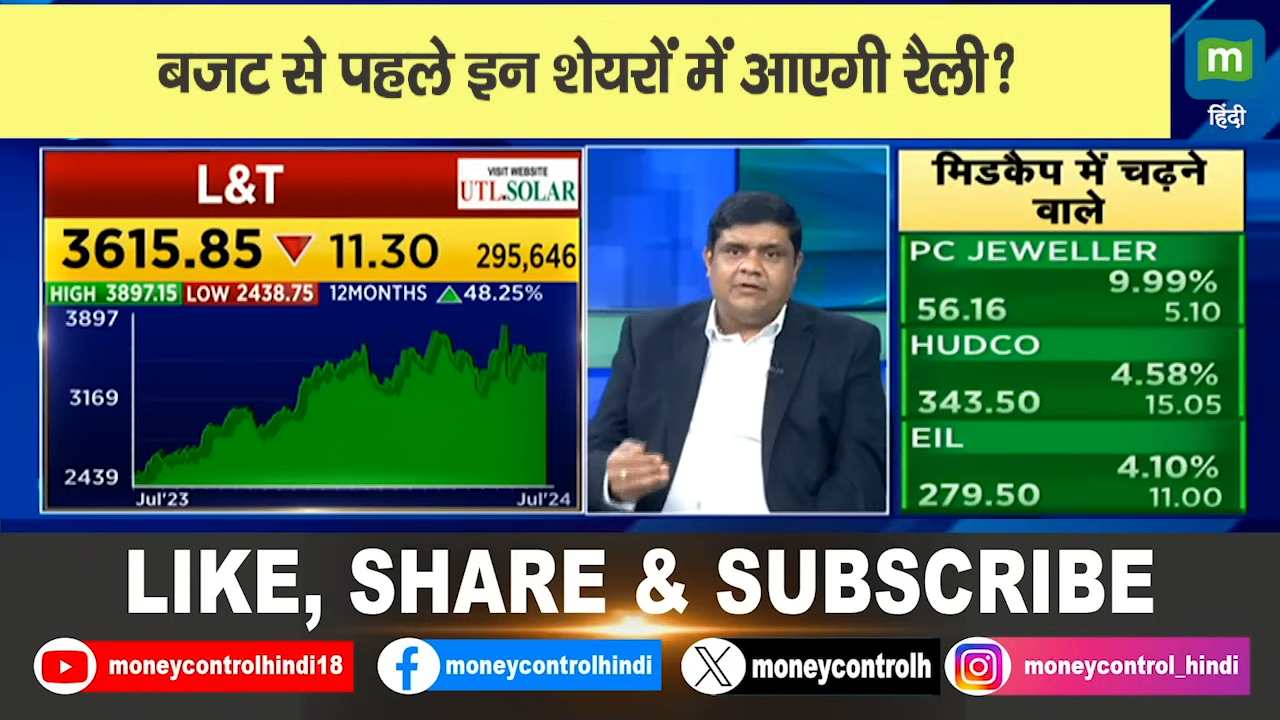 बजट से पहले इन शेयरों में आएगी रैली?
m
हिंदी
L&T
VISIT WEBSITE
UTL.SOLAR
3615.85 11.30 295,646
HIGH 3897.15 LOW 2438.75 12MONTHS 48.25%
3897
3169
2439
Jul'23 Jul'24
मिडकैप में चढ़ने
वाले
PC JEWELLER
9.99%
56.16 5.10
HUDCO
4.58%
343.50 15.05
EIL
4.10%
279.50 11.00
LIKE, SHARE & SUBSCRIBE
moneycontrolhindi18 moneycontrolhindi moneycontrolh moneycontrol_hindi